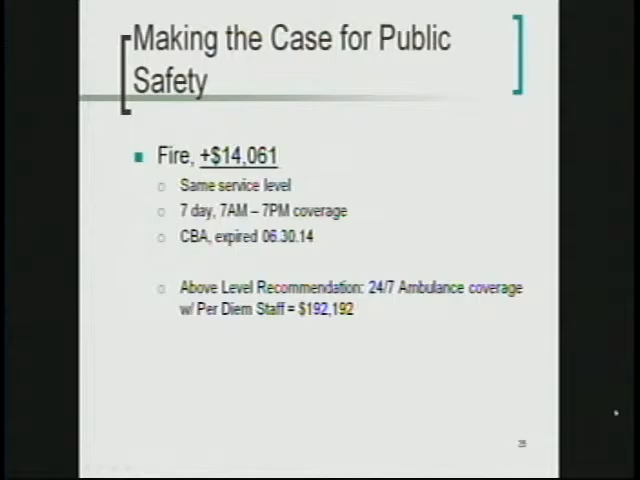 Making the Case for Public
Safety
Fire, +$14,061
Same service level
7 day, 7AM – 7PM coverage
CBA, expired 06.30.14
Above Level Recommendation: 24/7 Ambulance coverage
w/ Per Diem Staff = $192,192